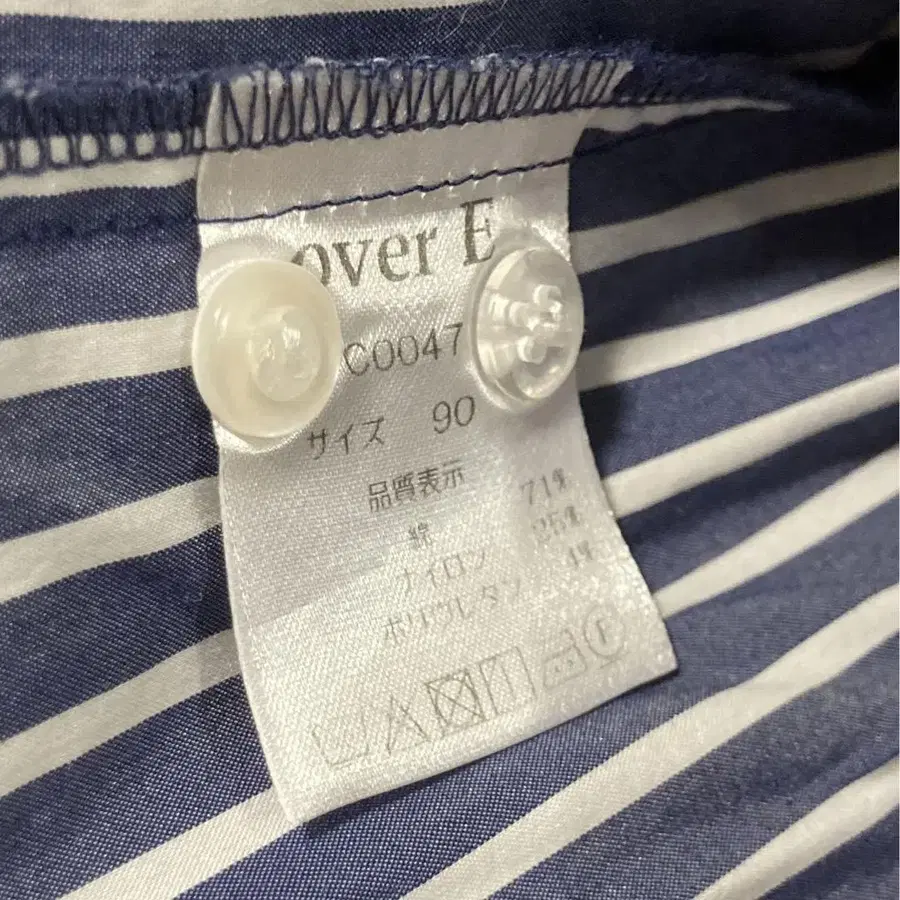 over E
C0047
サイズ 90
品質表示
綿 71%
ナイロン 25%
ポリウレタン 4%